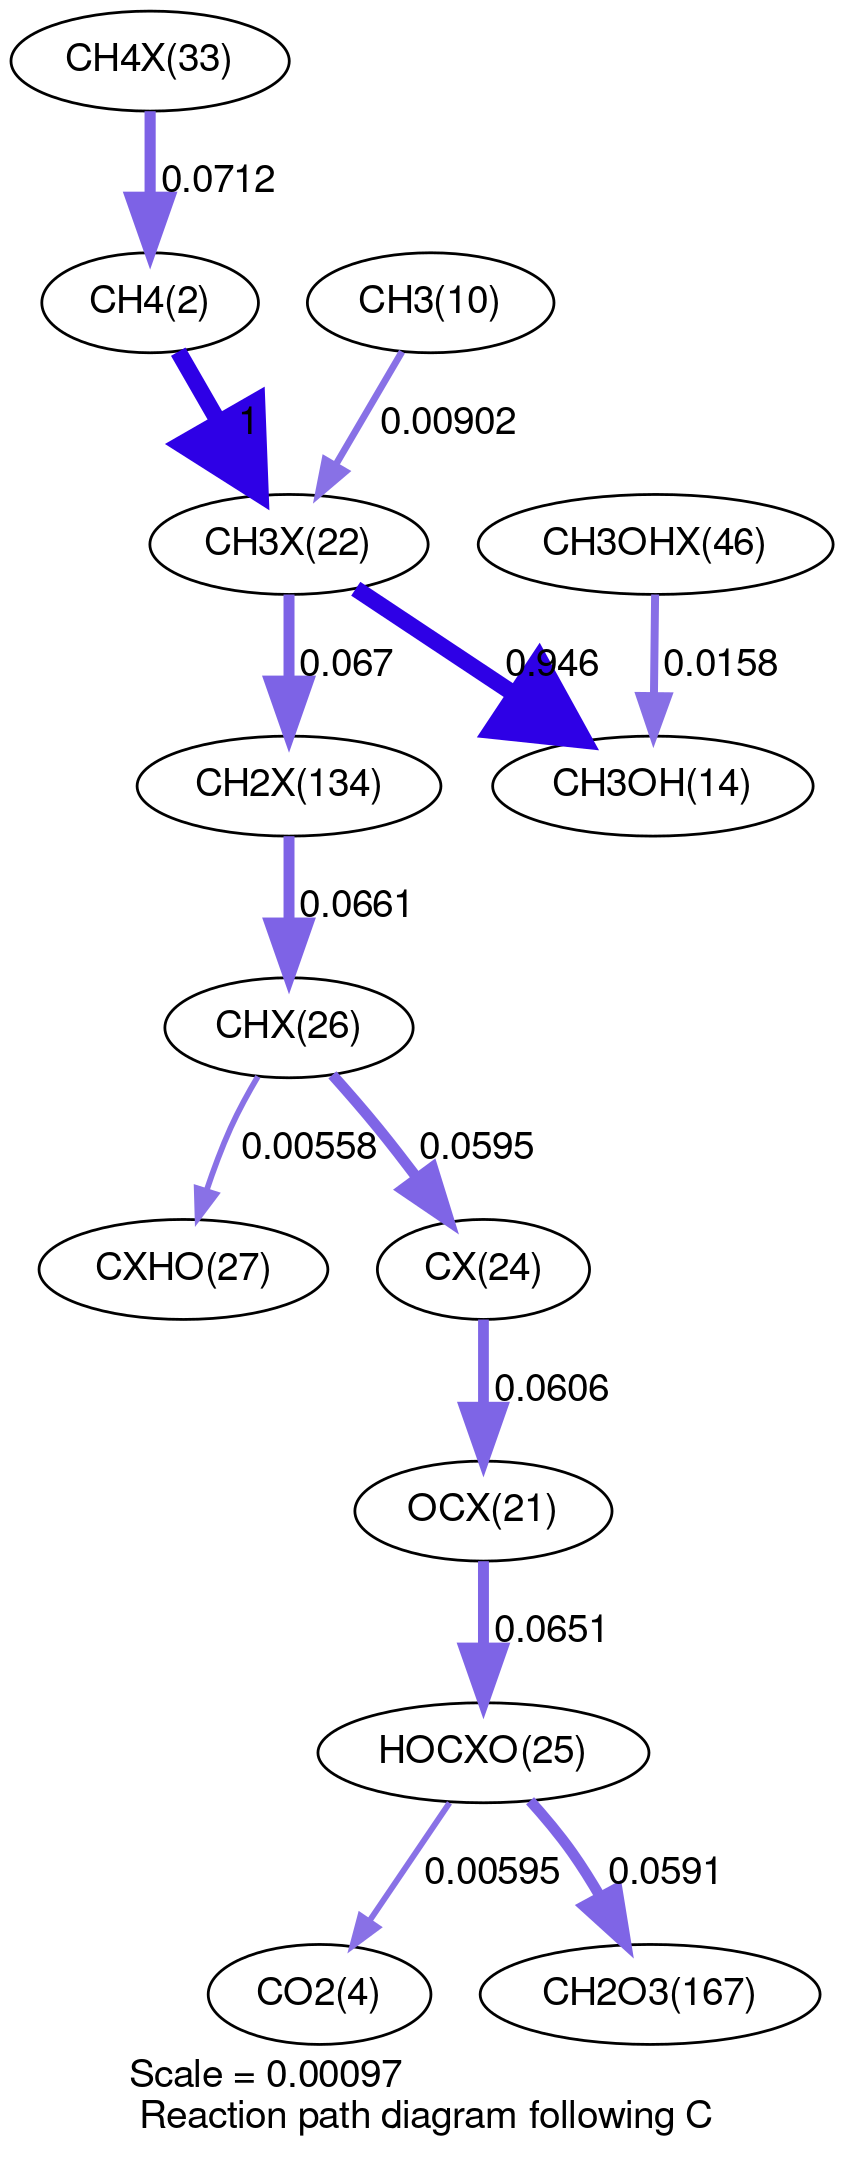 CH4X(33)
0.0712
CH4(2)
CH3(10)
1
0.00902
CH3X(22)
CH3OHX(46)
0.067
0.946
0.0158
CH2X(134)
CH3OH(14)
0.0661
CHX(26)
0.00558
0.0595
CXHO(27)
CX(24)
0.0606
OCX(21)
0.0651
HOCXO(25)
0.00595
0.0591
CO2(4)
CH2O3(167)
Scale = 0.00097
Reaction path diagram following C